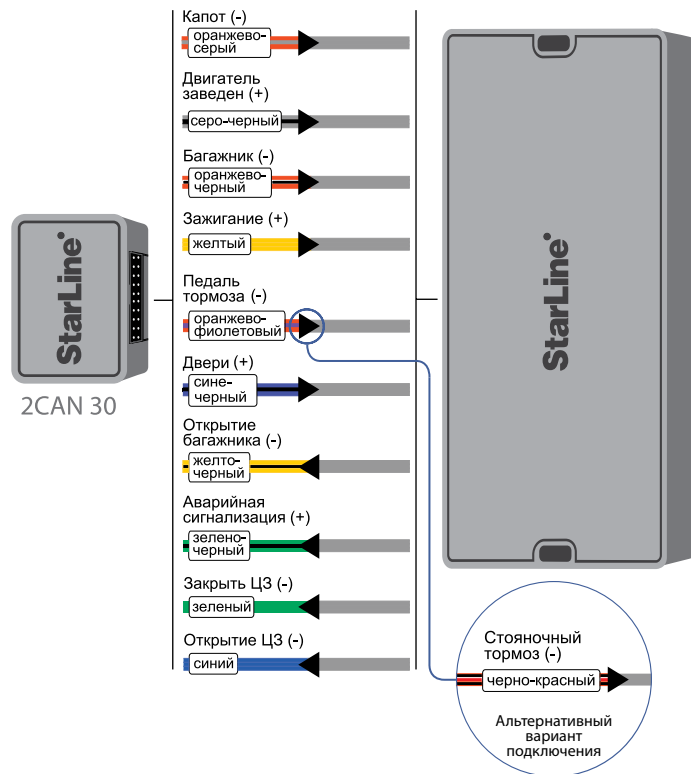 Капот (-)
оранжево-
серый
Двигатель
заведен (+)
серо-черный
Багажник (-)
оранжево-
черный
Зажигание (+)
желтый
Педаль
тормоза (-)
оранжево-
фиолетовый
Двери (+)
сине-
черный
Открытие
багажника (-)
желто-
черный
Аварийная
сигнализация (+)
зелено-
черный
Закрыть ЦЗ (-)
зеленый
Открытие ЦЗ (-)
синий
StarLine
2CAN 30
StarLine
Стояночный
тормоз (-)
черно-красный
Альтернативный
вариант
подключения